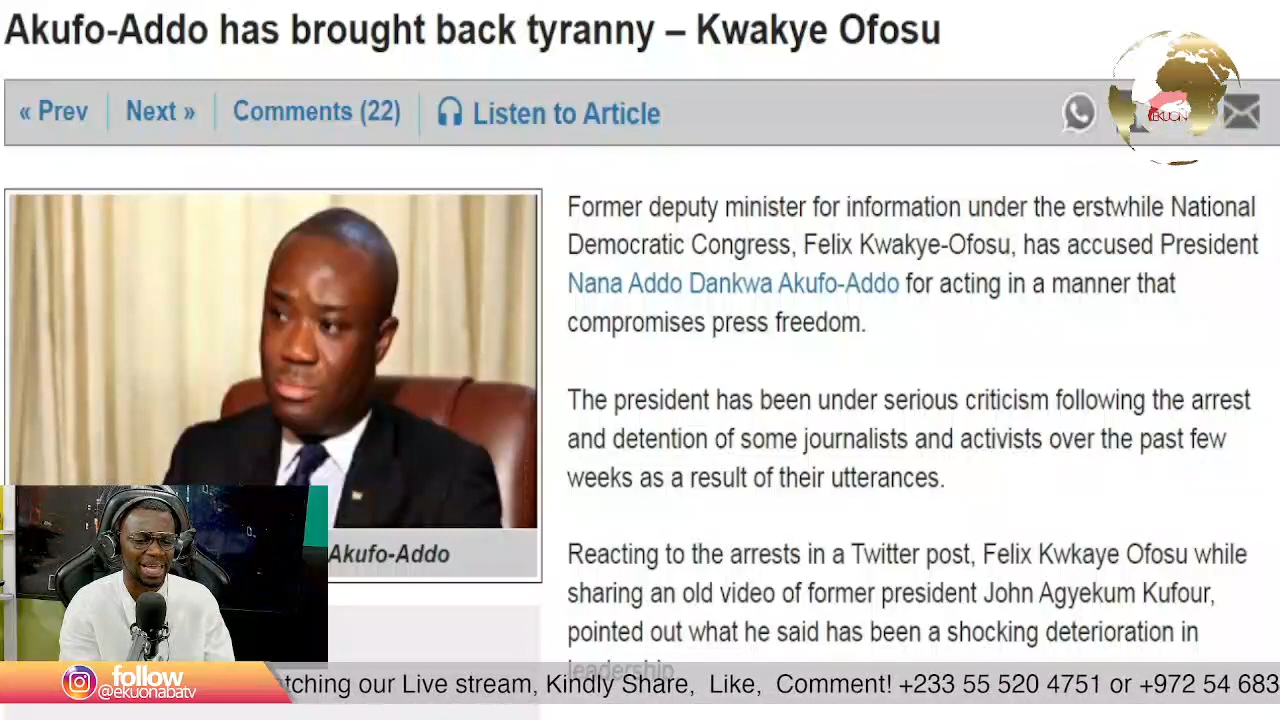 Akufo-Addo has brought back tyranny – Kwakye Ofosu
« Prev
Next »
Comments (22)
Listen to Article
EKUON
Former deputy minister for information under the erstwhile National
Democratic Congress, Felix Kwakye-Ofosu, has accused President
Nana Addo Dankwa Akufo-Addo for acting in a manner that
compromises press freedom.
The president has been under serious criticism following the arrest
and detention of some journalists and activists over the past few
weeks as a result of their utterances.
Akufo-Addo
Reacting to the arrests in a Twitter post, Felix Kwkaye Ofosu while
sharing an old video of former president John Agyekum Kufour,
pointed out what he said has been a shocking deterioration in
leadership
follow
@ekuonabatv
tching our Live stream, Kindly Share, Like, Comment! +233 55 520 4751 or +972 54 683